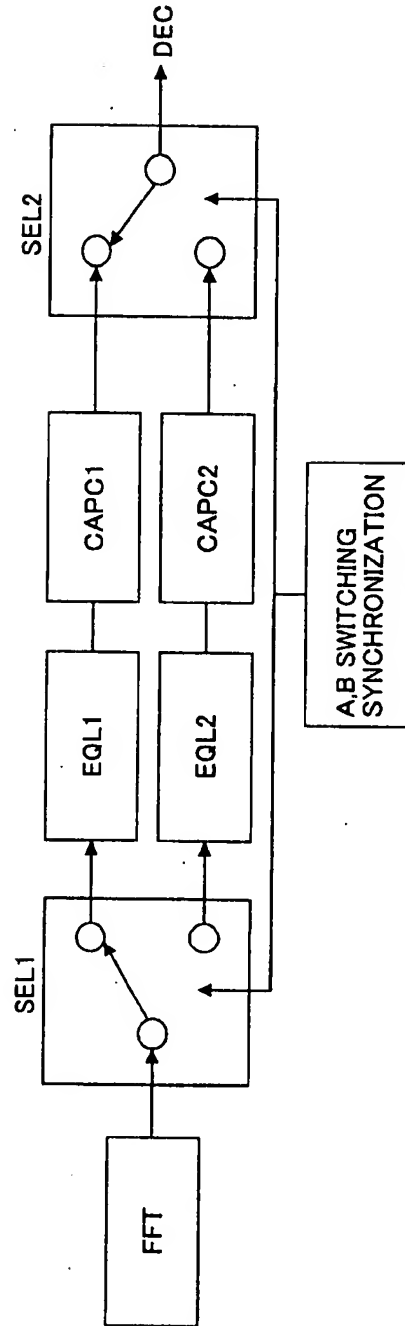 FFT
SEL1
EQL1
EQL2
CAPC1
CAPC2
SEL2
DEC
A,B SWITCHING
SYNCHRONIZATION